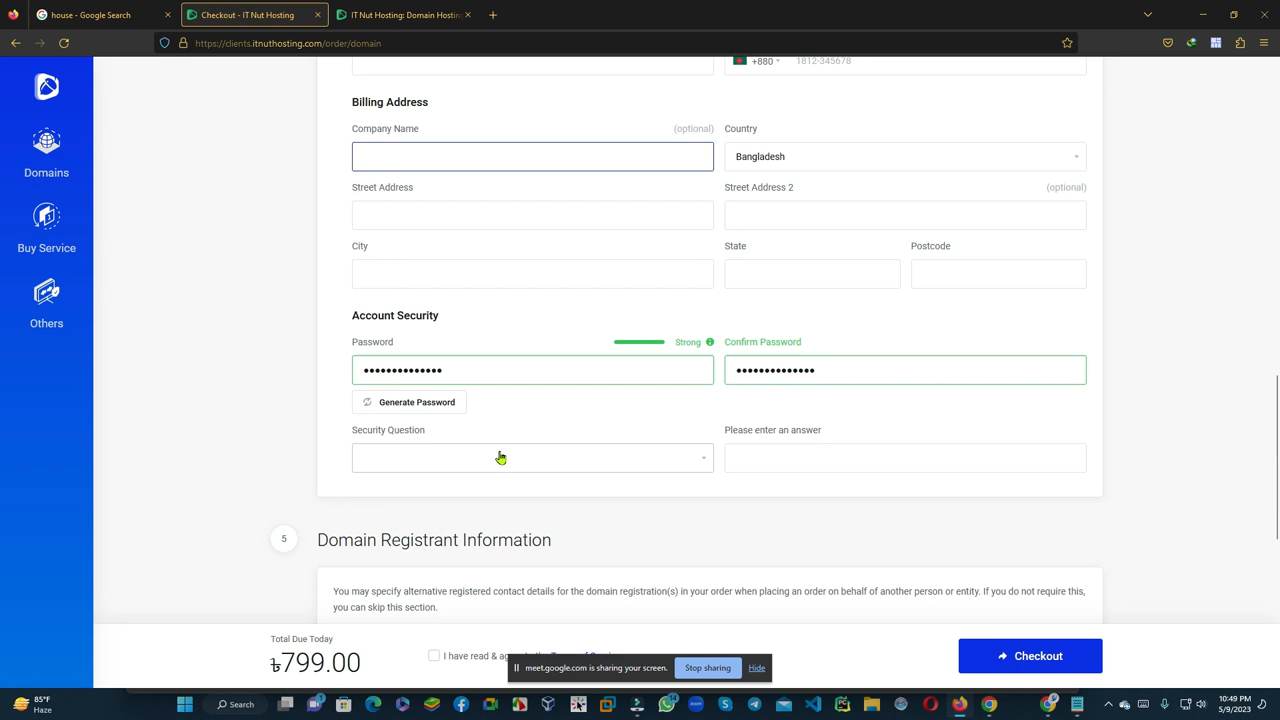 house - Google Search
Checkout - IT Nut Hosting
IT Nut Hosting: Domain Hosting
https://clients.itnuthosting.com/order/domain
+880
1812-345678
Billing Address
Company Name
(optional)
Country
Bangladesh
Street Address
Street Address 2
(optional)
City
State
Postcode
Account Security
Password
Strong
Confirm Password
Generate Password
Security Question
Please enter an answer
Domains
Buy Service
Others
5
Domain Registrant Information
You may specify alternative registered contact details for the domain registration(s) in your order when placing an order on behalf of another person or entity. If you do not require this,
you can skip this section.
Total Due Today
৳799.00
I have read &
Checkout
meet.google.com is sharing your screen.
Stop sharing
Hide
85°F
Haze
Search
10:49 PM
5/9/2023